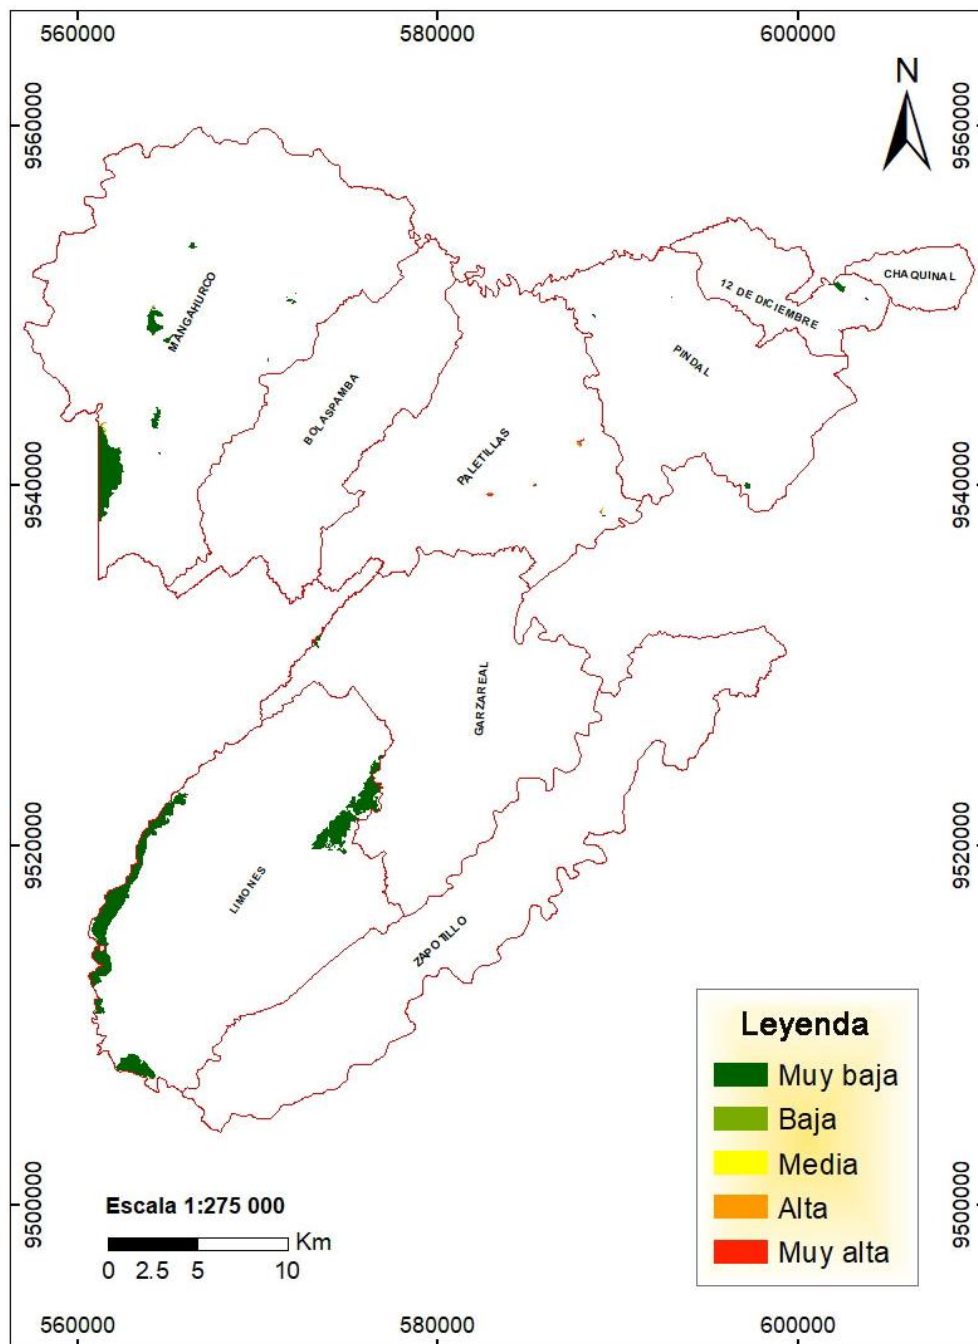 560000 580000 600000
N
9560000 9560000
CHAQUINAL
12 DE DICIEMBRE
MANGAHURCO
PINDAL
BOLASPAMBA
PALETILLAS
9540000 9540000
GARZAREAL
9520000 9520000
LIMONES
ZAPOTILLO
Leyenda
Muy baja
Baja
Media
Alta
Muy alta
9500000 9500000
Escala 1:275 000
Km
0 2.5 5 10
560000 580000 600000